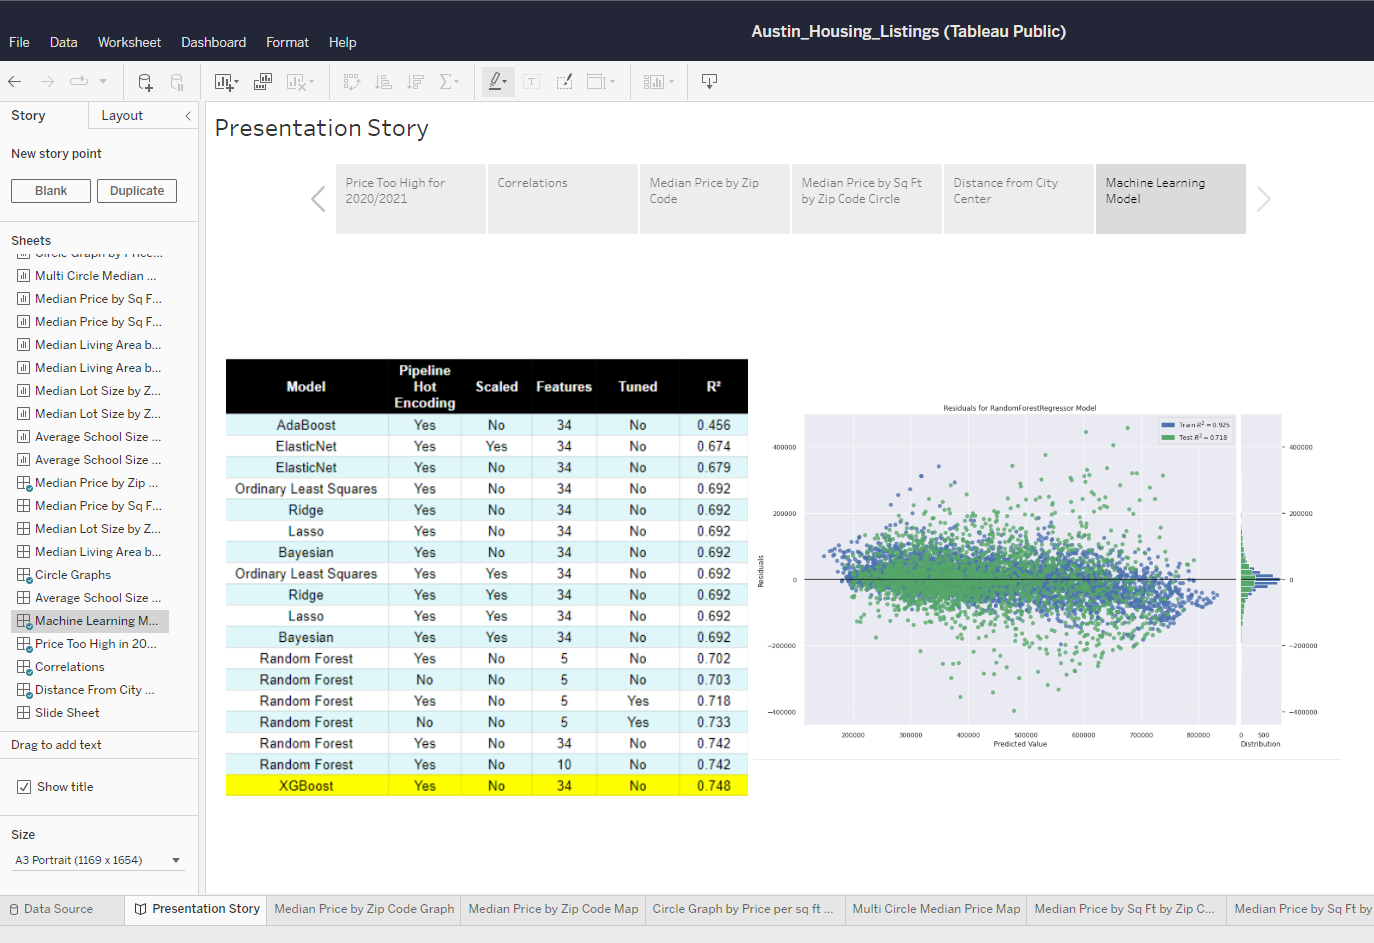 Austin_Housing_Listings (Tableau Public)
File Data Worksheet Dashboard Format Help
Story Layout
New story point
Blank Duplicate
Sheets
Circle Graph by Price...
Multi Circle Median ...
Median Price by Sq F...
Median Price by Sq F...
Median Living Area b...
Median Living Area b...
Median Lot Size by Z...
Median Lot Size by Z...
Average School Size ...
Average School Size ...
Median Price by Zip ...
Median Price by Sq F...
Median Lot Size by Z...
Median Living Area b...
Circle Graphs
Average School Size ...
Machine Learning M...
Price Too High in 20...
Correlations
Distance From City ...
Slide Sheet
Drag to add text
Show title
Size
A3 Portrait (1169 x 1654)
Presentation Story
Price Too High for
2020/2021
Correlations
Median Price by Zip
Code
Median Price by Sq Ft
by Zip Code Circle
Distance from City
Center
Machine Learning
Model
Model Pipeline Hot Encoding Scaled Features Tuned R²
AdaBoost Yes No 34 No 0.456
ElasticNet Yes Yes 34 No 0.674
ElasticNet Yes No 34 No 0.679
Ordinary Least Squares Yes No 34 No 0.692
Ridge Yes No 34 No 0.692
Lasso Yes No 34 No 0.692
Bayesian Yes No 34 No 0.692
Ordinary Least Squares Yes Yes 34 No 0.692
Ridge Yes Yes 34 No 0.692
Lasso Yes Yes 34 No 0.692
Bayesian Yes Yes 34 No 0.692
Random Forest Yes No 5 No 0.702
Random Forest No No 5 No 0.703
Random Forest Yes No 5 Yes 0.718
Random Forest No No 5 Yes 0.733
Random Forest Yes No 34 No 0.742
Random Forest Yes No 10 No 0.742
XGBoost Yes No 34 No 0.748
Residuals for RandomForestRegressor Model
Train R² = 0.925
Test R² = 0.718
400000 400000
200000 200000
Residuals
0 0
−200000 −200000
−400000 −400000
200000 300000 400000 500000 600000 700000 800000 0 500
Predicted Value Distribution
Data Source Presentation Story Median Price by Zip Code Graph Median Price by Zip Code Map Circle Graph by Price per sq ft ... Multi Circle Median Price Map Median Price by Sq Ft by Zip C... Median Price by Sq Ft by